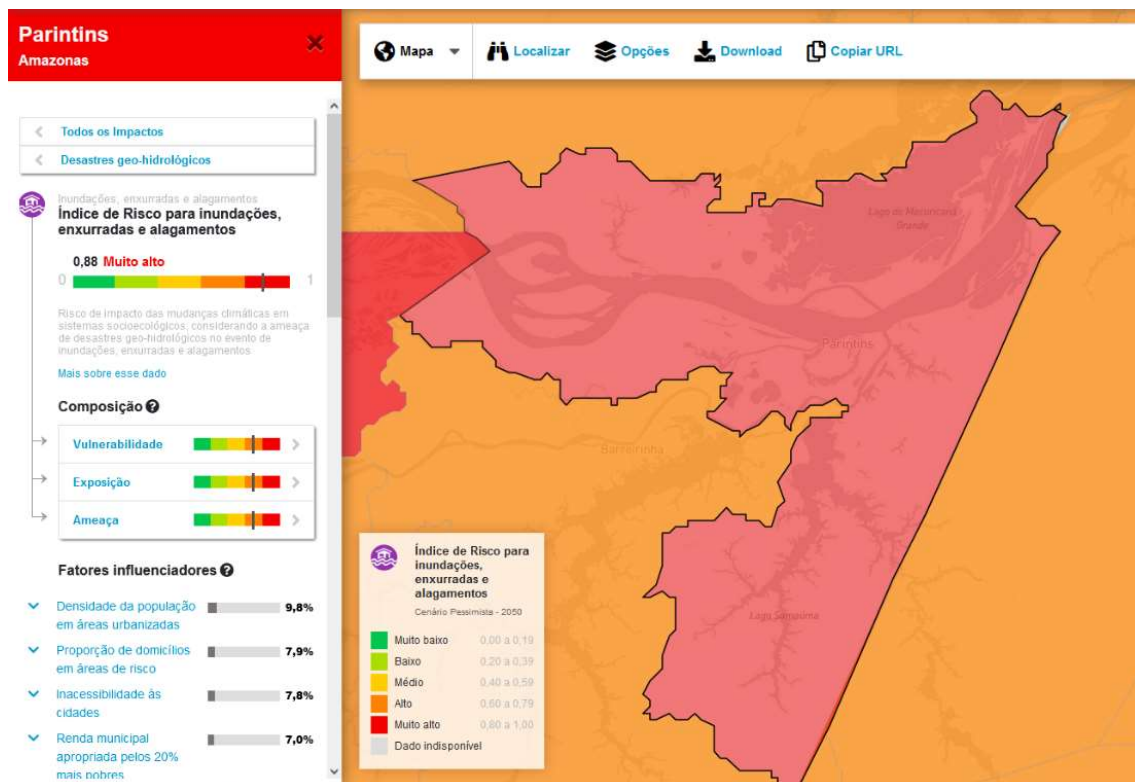 Parintins
Amazonas
Mapa
Localizar
Opções
Download
Copiar URL
Todos os Impactos
Desastres geo-hidrológicos
Inundações, enxurradas e alagamentos
Índice de Risco para inundações,
enxurradas e alagamentos
0,88 Muito alto
0 1
Risco de impacto das mudanças climáticas em
sistemas socioecológicos, considerando a ameaça
de desastres geo-hidrológicos no evento de
inundações, enxurradas e alagamentos
Mais sobre esse dado
Composição ?
Vulnerabilidade
Exposição
Ameaça
Fatores influenciadores ?
Densidade da população 9,8%
em áreas urbanizadas
Proporção de domicílios 7,9%
em áreas de risco
Inacessibilidade às 7,8%
cidades
Renda municipal 7,0%
apropriada pelos 20%
mais pobres
Grande
Parintins
Barreirinha
Índice de Risco para
inundações,
enxurradas e
alagamentos
Cenário Pessimista - 2050
Muito baixo 0,00 a 0,19
Baixo 0,20 a 0,39
Médio 0,40 a 0,59
Alto 0,60 a 0,79
Muito alto 0,80 a 1,00
Dado indisponível